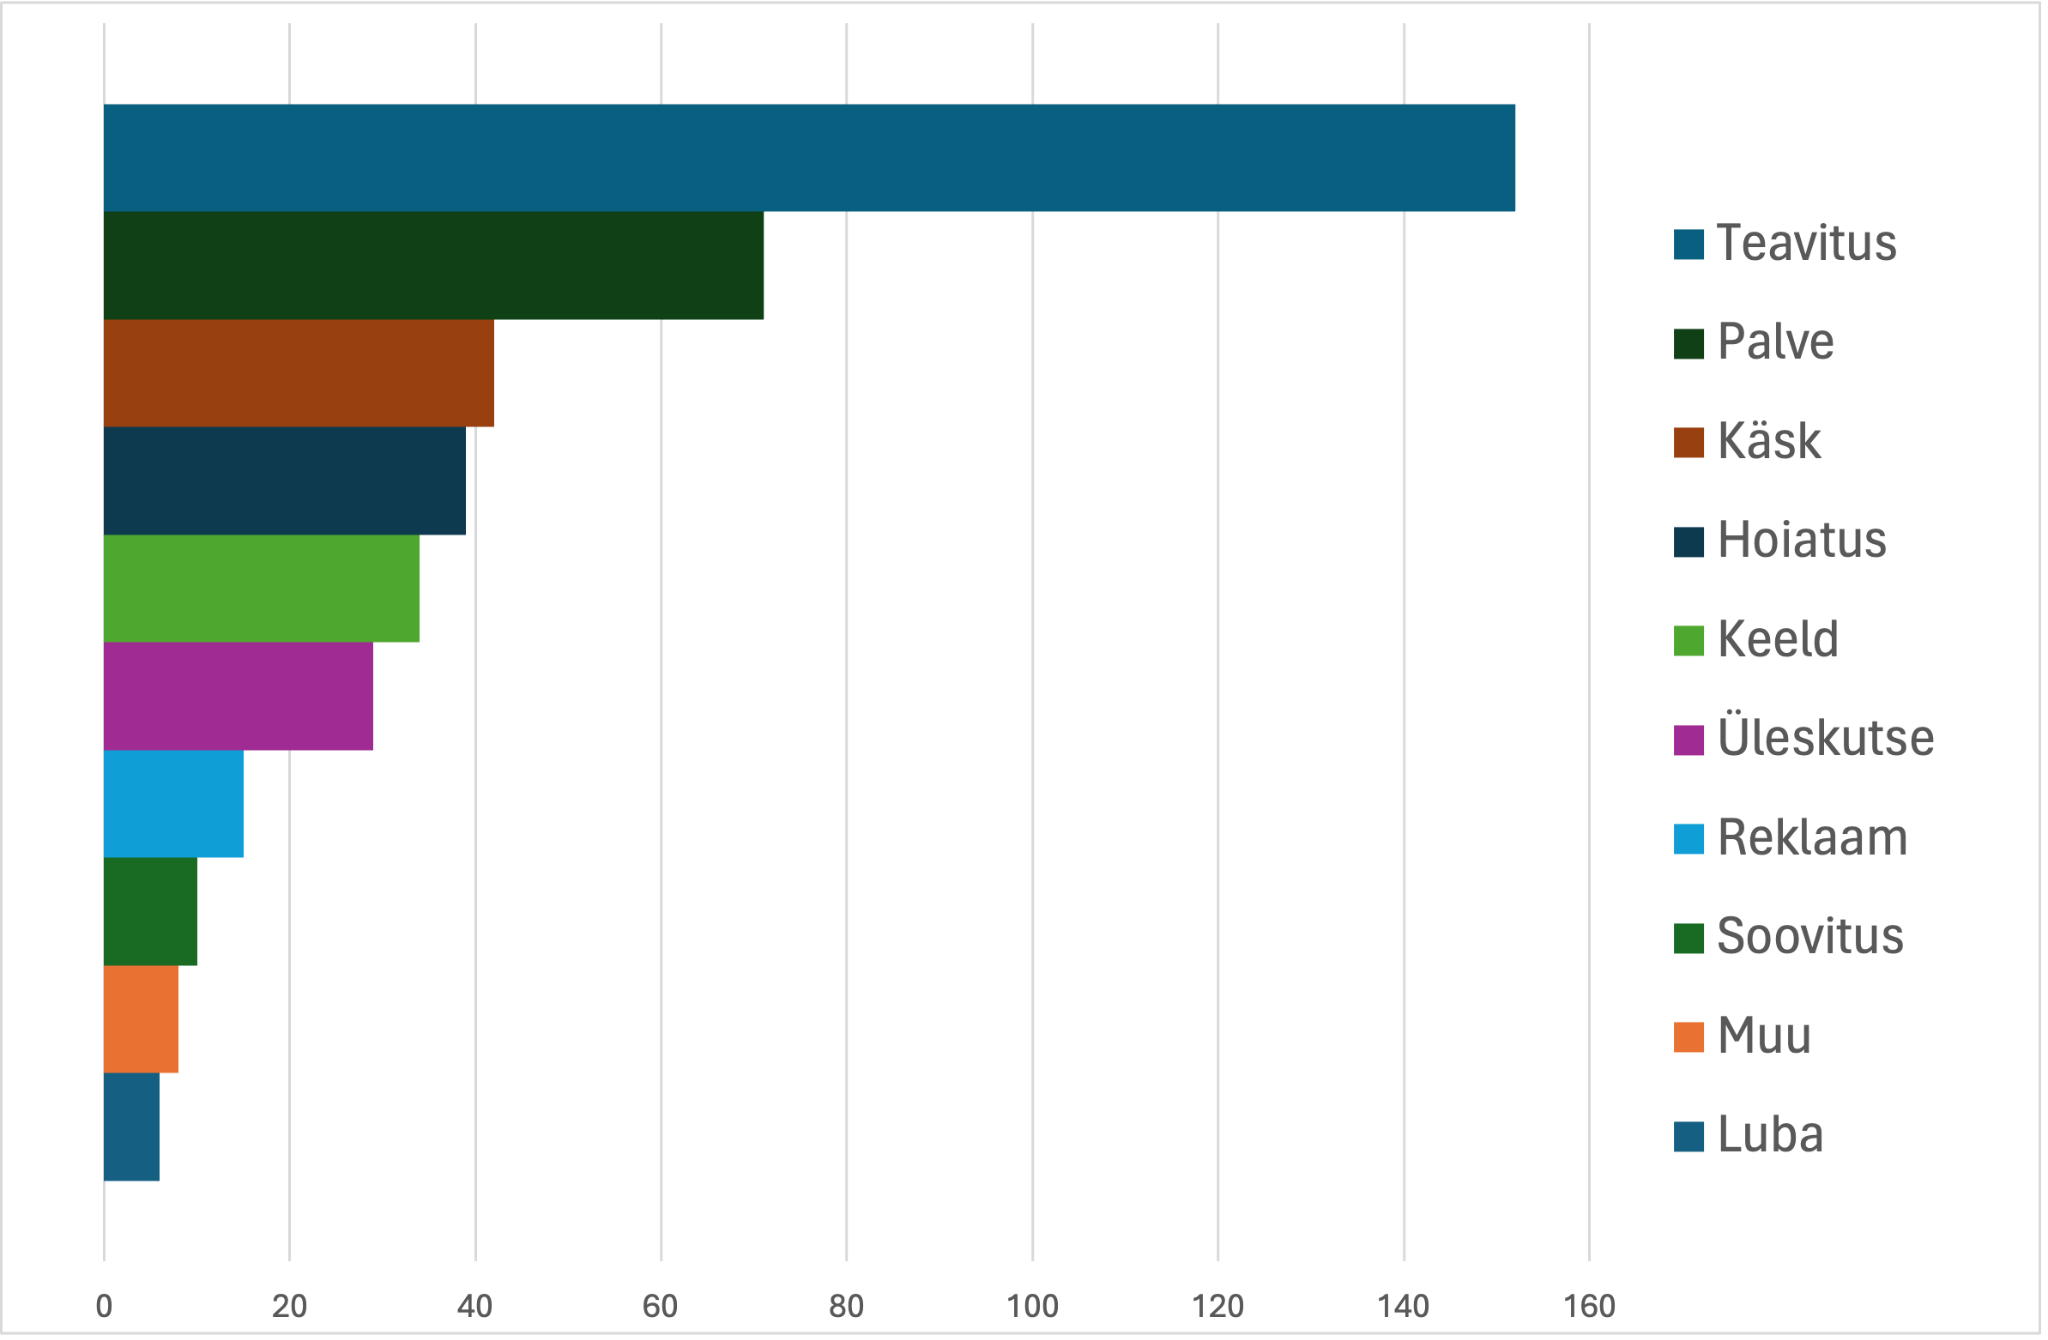 Teavitus
Palve
Käsk
Hoiatus
Keeld
Üleskutse
Reklaam
Soovitus
Muu
Luba
0 20 40 60 80 100 120 140 160